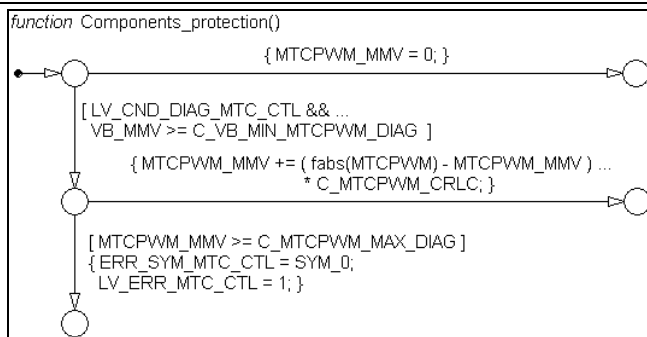 function Components_protection()
{ MTCPWM_MMV = 0; }
[ LV_CND_DIAG_MTC_CTL && ...
VB_MMV >= C_VB_MIN_MTCPWM_DIAG ]
{ MTCPWM_MMV += ( fabs(MTCPWM) - MTCPWM_MMV ) ...
* C_MTCPWM_CRLC; }
[ MTCPWM_MMV >= C_MTCPWM_MAX_DIAG ]
{ ERR_SYM_MTC_CTL = SYM_0;
LV_ERR_MTC_CTL = 1; }